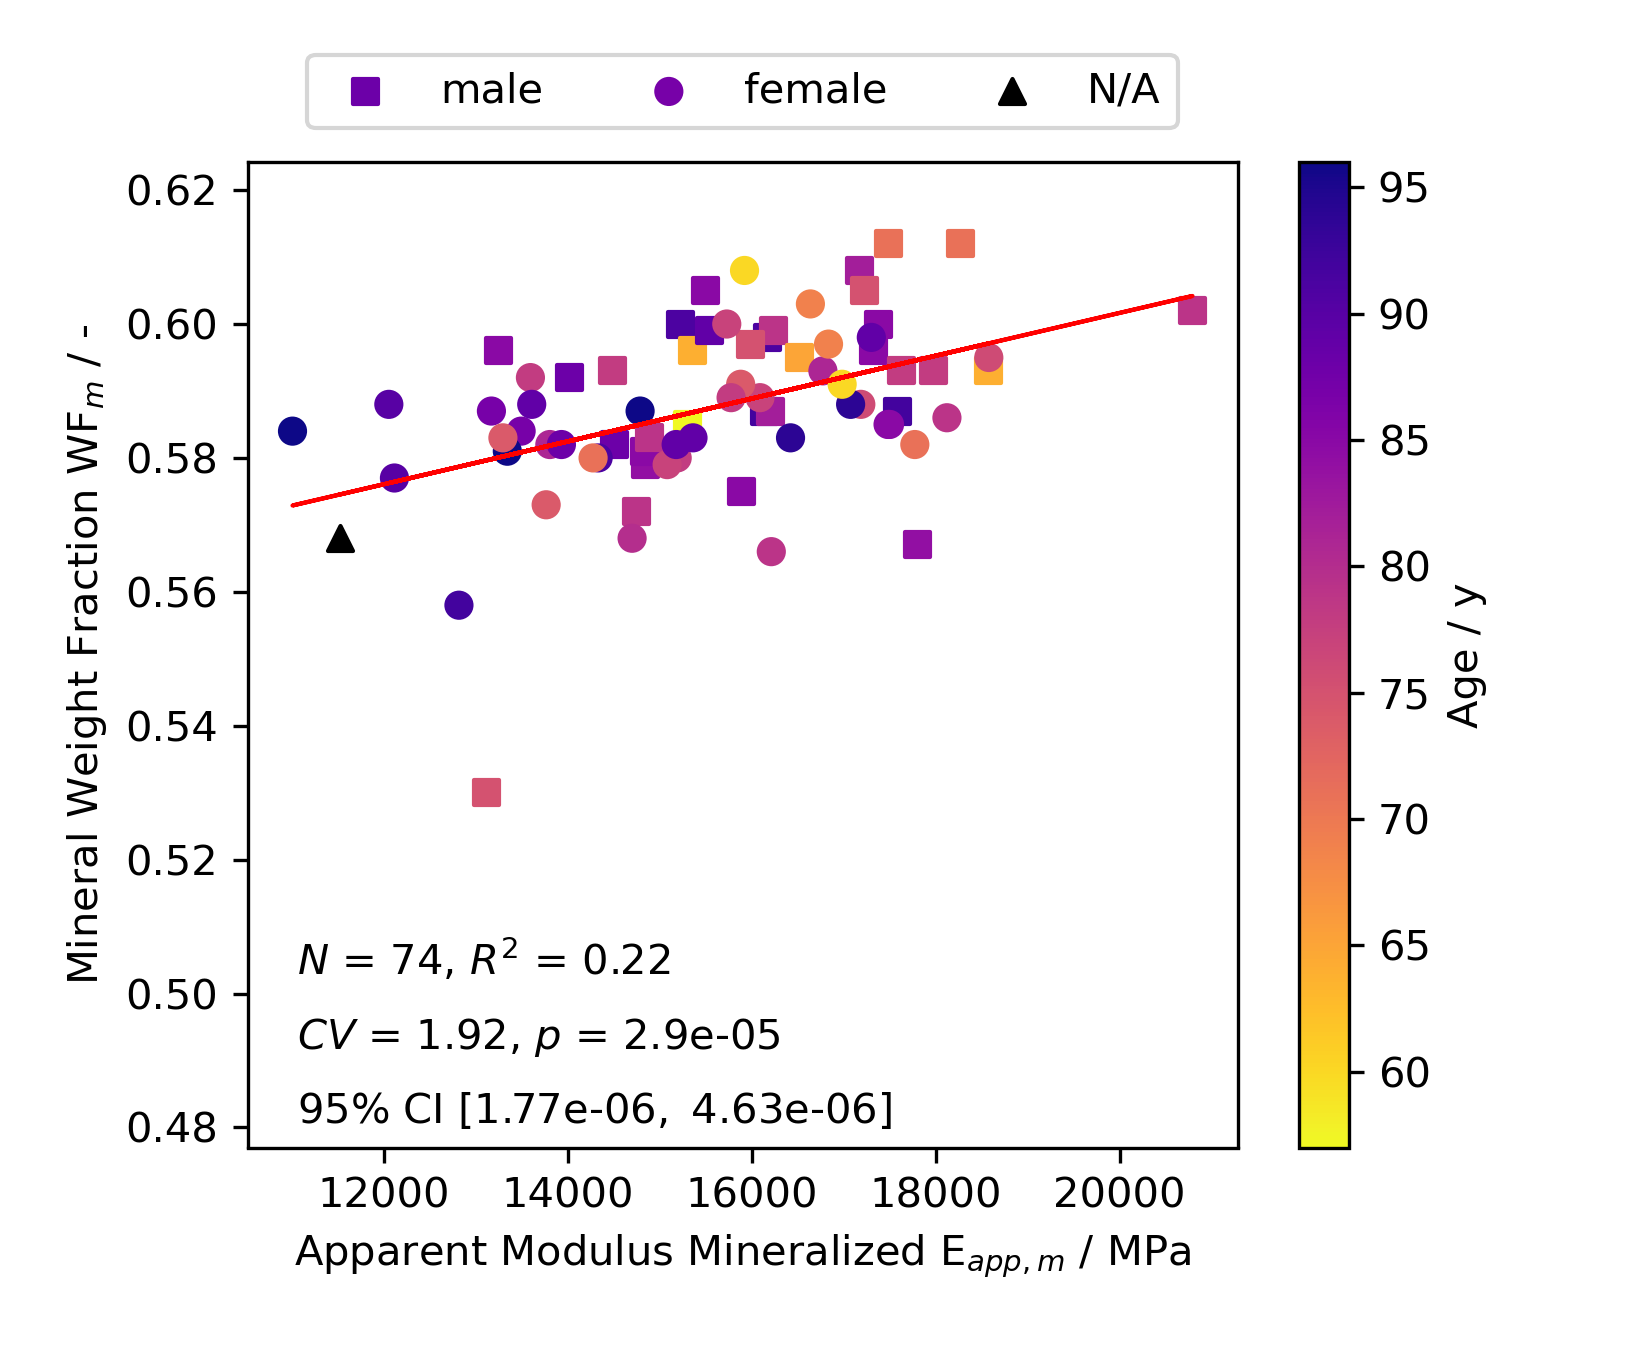 male female N/A
0.62
0.60
0.58
0.56
0.54
0.52
0.50
0.48
Mineral Weight Fraction WFₘ / -
N = 74, R² = 0.22
CV = 1.92, p = 2.9e-05
95% CI [1.77e-06, 4.63e-06]
12000 14000 16000 18000 20000
Apparent Modulus Mineralized E_app,m / MPa
95
90
85
80
75
70
65
60
Age / y